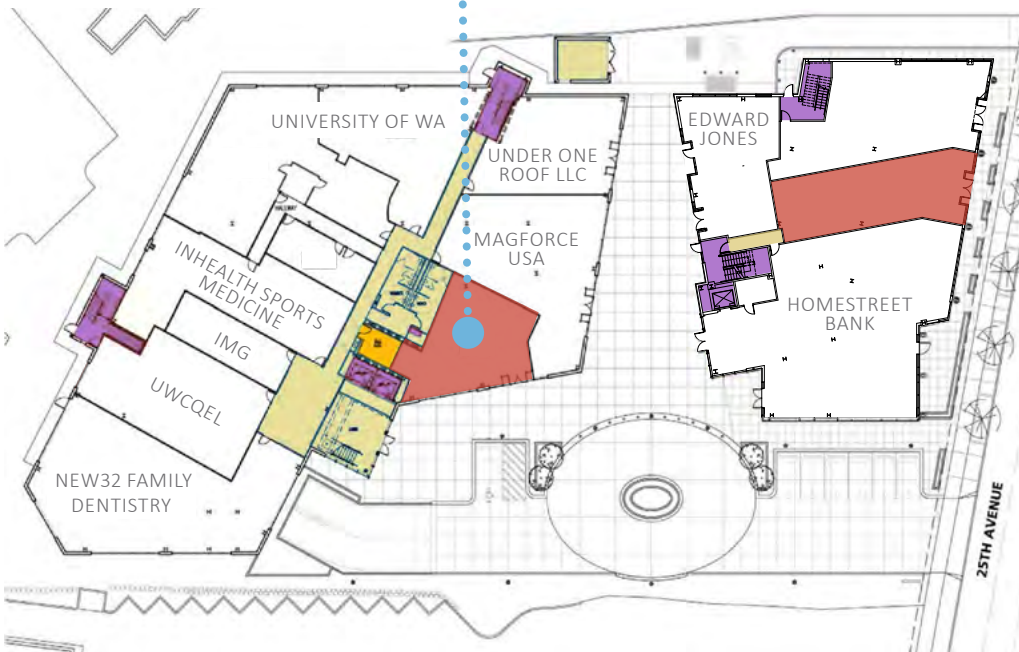 UNIVERSITY OF WA
EDWARD
JONES
UNDER ONE
ROOF LLC
HALLWAY
MAGFORCE
USA
INHEALTH SPORTS
MEDICINE
IMG
UWCQEL
HOMESTREET
BANK
NEW32 FAMILY
DENTISTRY
25TH AVENUE